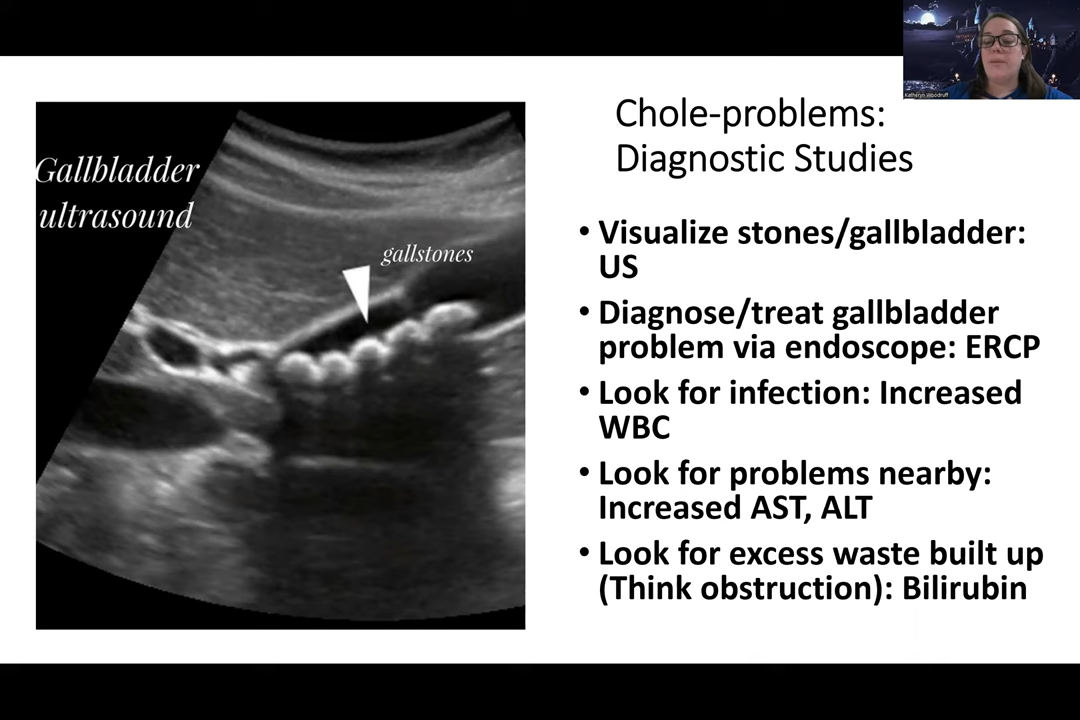 Katheryn Woodruff
Chole-problems:
Diagnostic Studies
Gallbladder
ultrasound
gallstones
• Visualize stones/gallbladder:
US
• Diagnose/treat gallbladder
problem via endoscope: ERCP
• Look for infection: Increased
WBC
• Look for problems nearby:
Increased AST, ALT
• Look for excess waste built up
(Think obstruction): Bilirubin